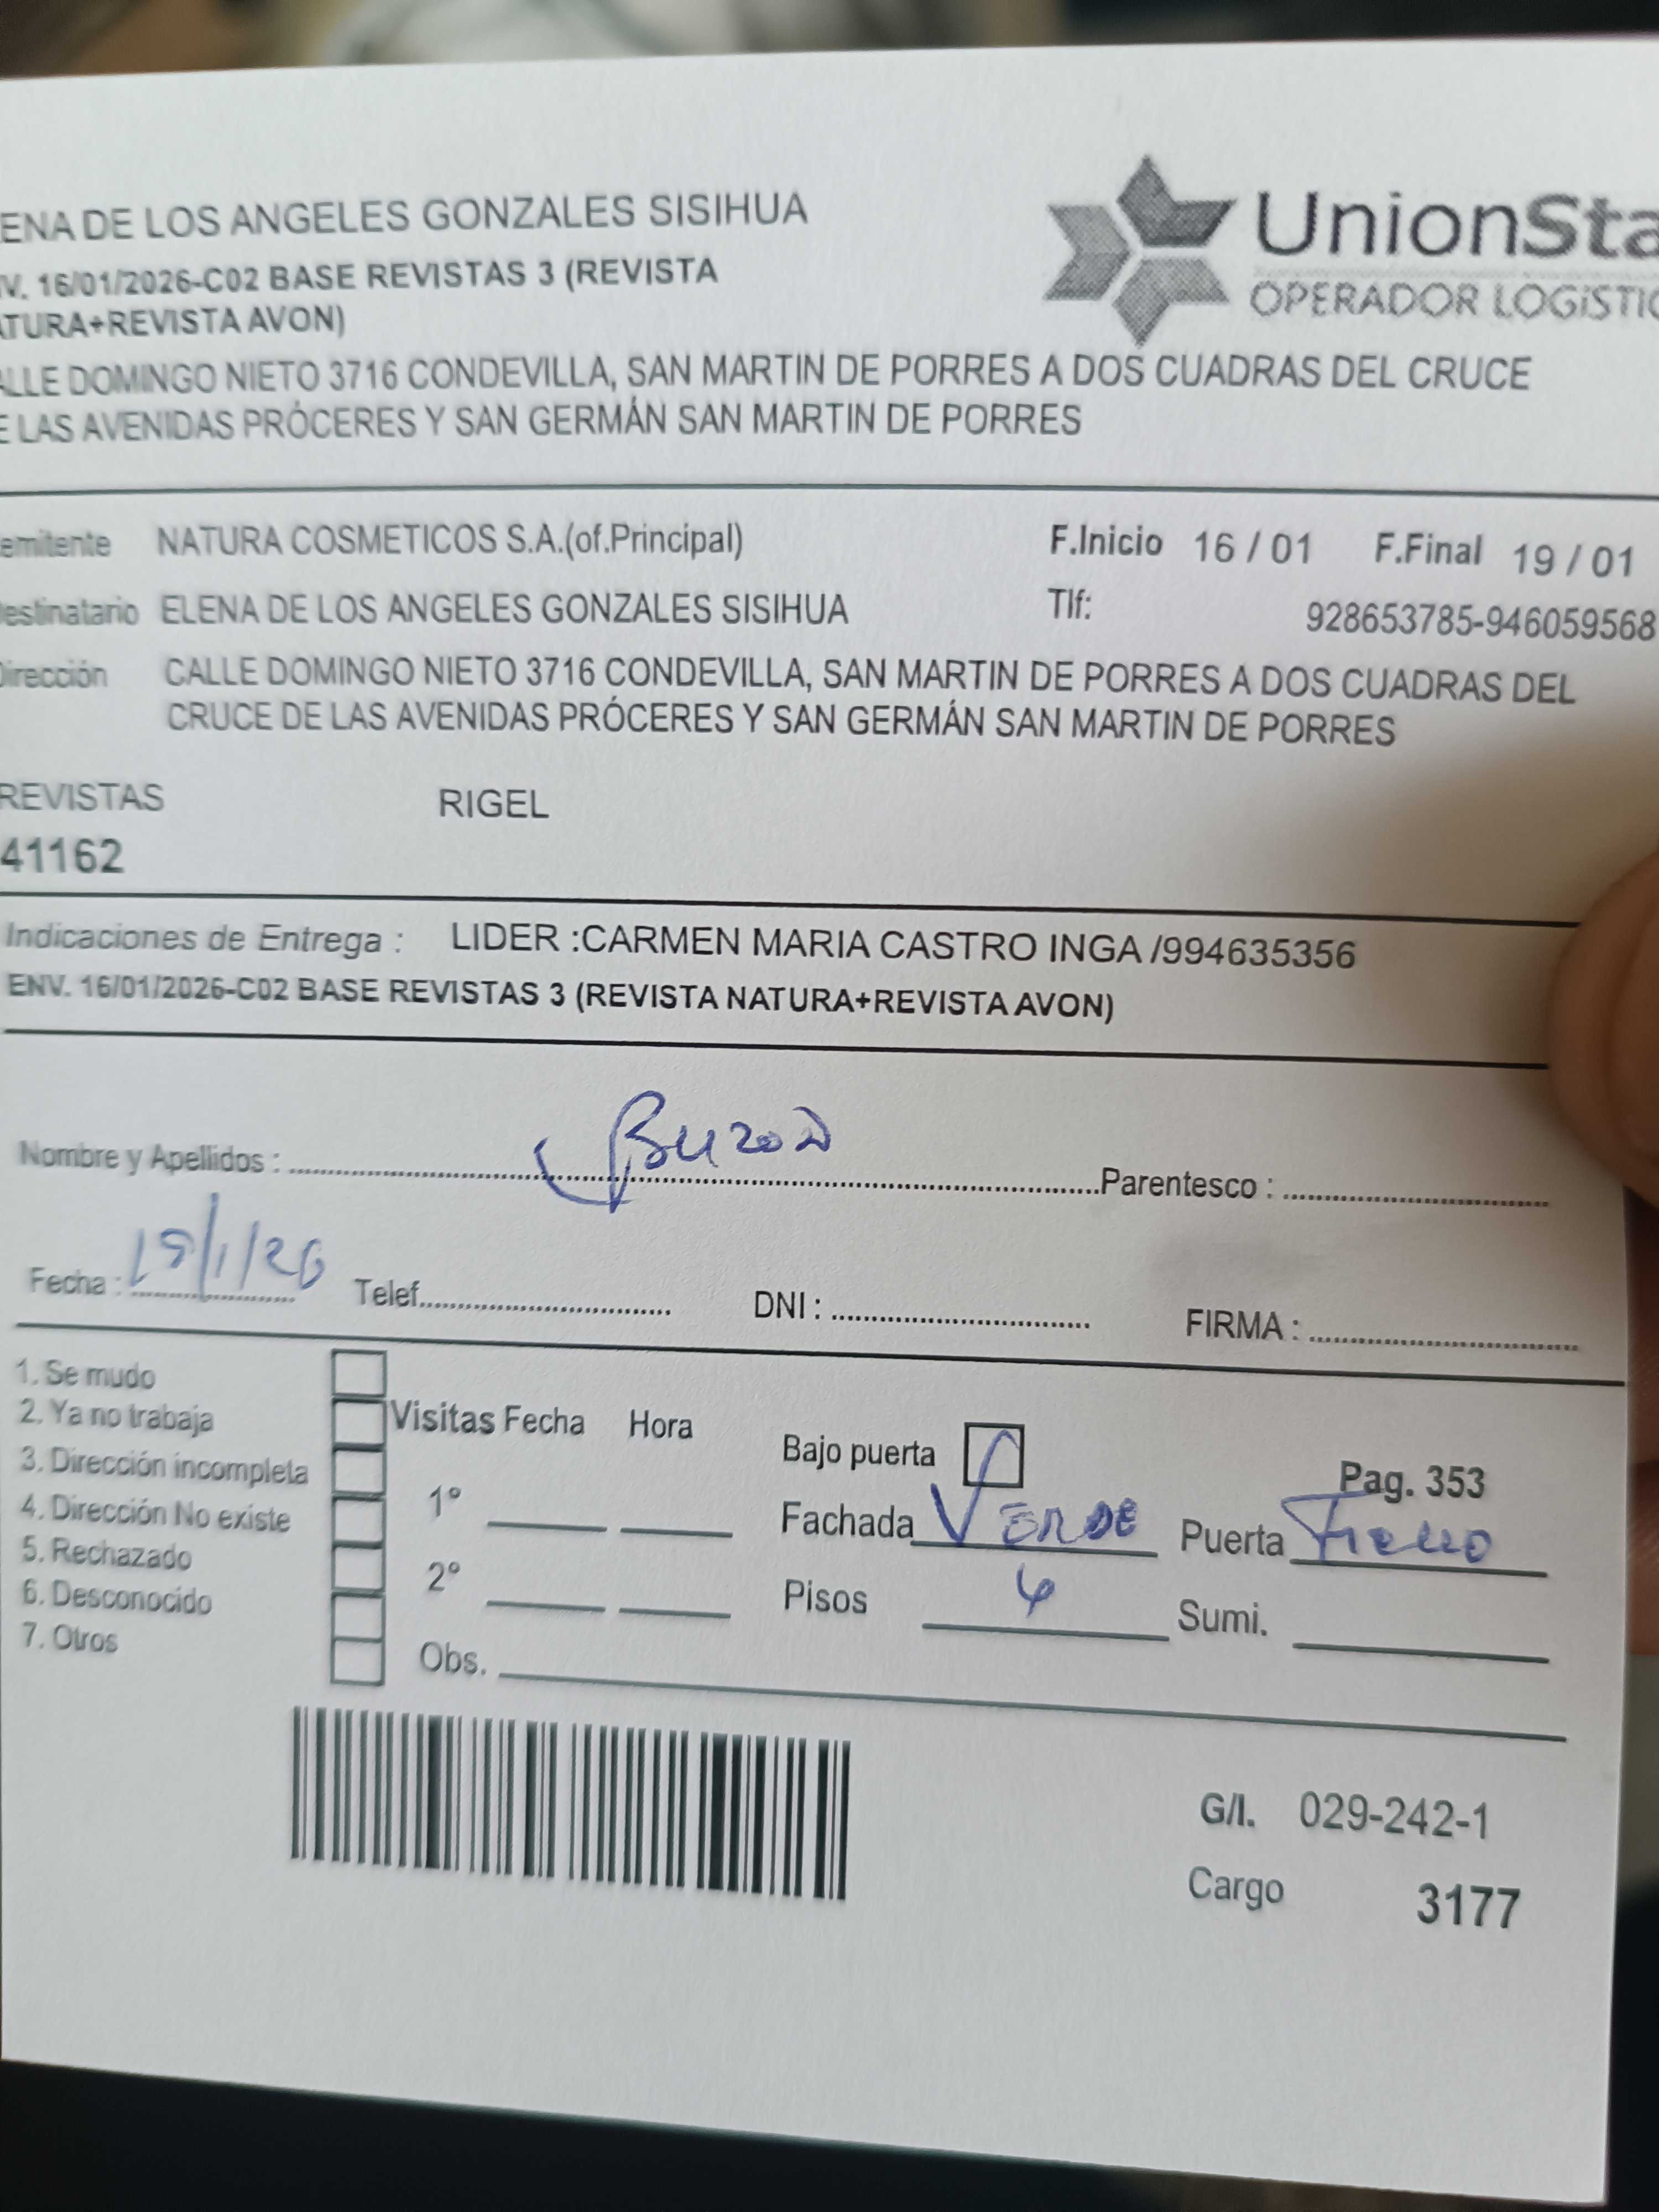 ENA DE LOS ANGELES GONZALES SISIHUA
UnionSta
OPERADOR LOGíSTIC
V. 16/01/2026-C02 BASE REVISTAS 3 (REVISTA
ATURA+REVISTA AVON)
ALLE DOMINGO NIETO 3716 CONDEVILLA, SAN MARTIN DE PORRES A DOS CUADRAS DEL CRUCE
E LAS AVENIDAS PRÓCERES Y SAN GERMÁN SAN MARTIN DE PORRES
emitente NATURA COSMETICOS S.A.(of.Principal) F.Inicio 16 / 01 F.Final 19 / 01
estinatario ELENA DE LOS ANGELES GONZALES SISIHUA Tlf: 928653785-946059568
Dirección CALLE DOMINGO NIETO 3716 CONDEVILLA, SAN MARTIN DE PORRES A DOS CUADRAS DEL
CRUCE DE LAS AVENIDAS PRÓCERES Y SAN GERMÁN SAN MARTIN DE PORRES
REVISTAS RIGEL
41162
Indicaciones de Entrega : LIDER :CARMEN MARIA CASTRO INGA /994635356
ENV. 16/01/2026-C02 BASE REVISTAS 3 (REVISTA NATURA+REVISTA AVON)
Nombre y Apellidos : Buzon Parentesco :
Fecha : Telef. DNI : FIRMA :
1. Se mudo
2. Ya no trabaja Visitas Fecha Hora
3. Dirección incompleta Bajo puerta Pag. 353
4. Dirección No existe 1° Fachada VERDE Puerta
5. Rechazado
6. Desconocido 2° Pisos 4 Sumi.
7. Otros Obs.
G/I. 029-242-1
Cargo 3177